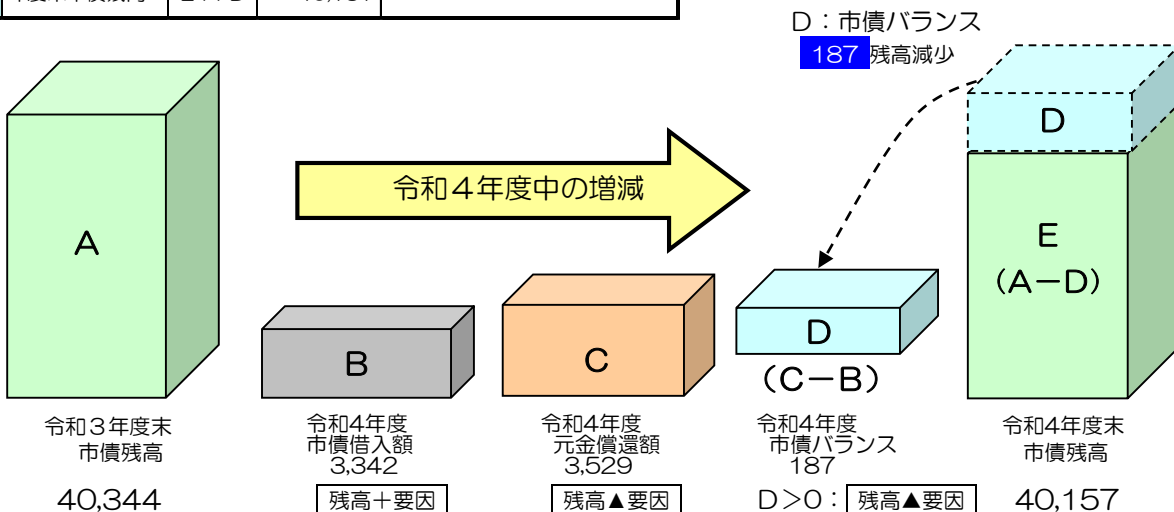 D：市債バランス
187 残高減少
D
令和４年度中の増減
A
E
(A－D)
B
C
D
(C－B)
令和３年度末
市債残高
40,344
令和4年度
市債借入額
3,342
残高＋要因
令和4年度
元金償還額
3,529
残高▲要因
令和4年度
市債バランス
187
D＞0：残高▲要因
令和4年度末
市債残高
40,157